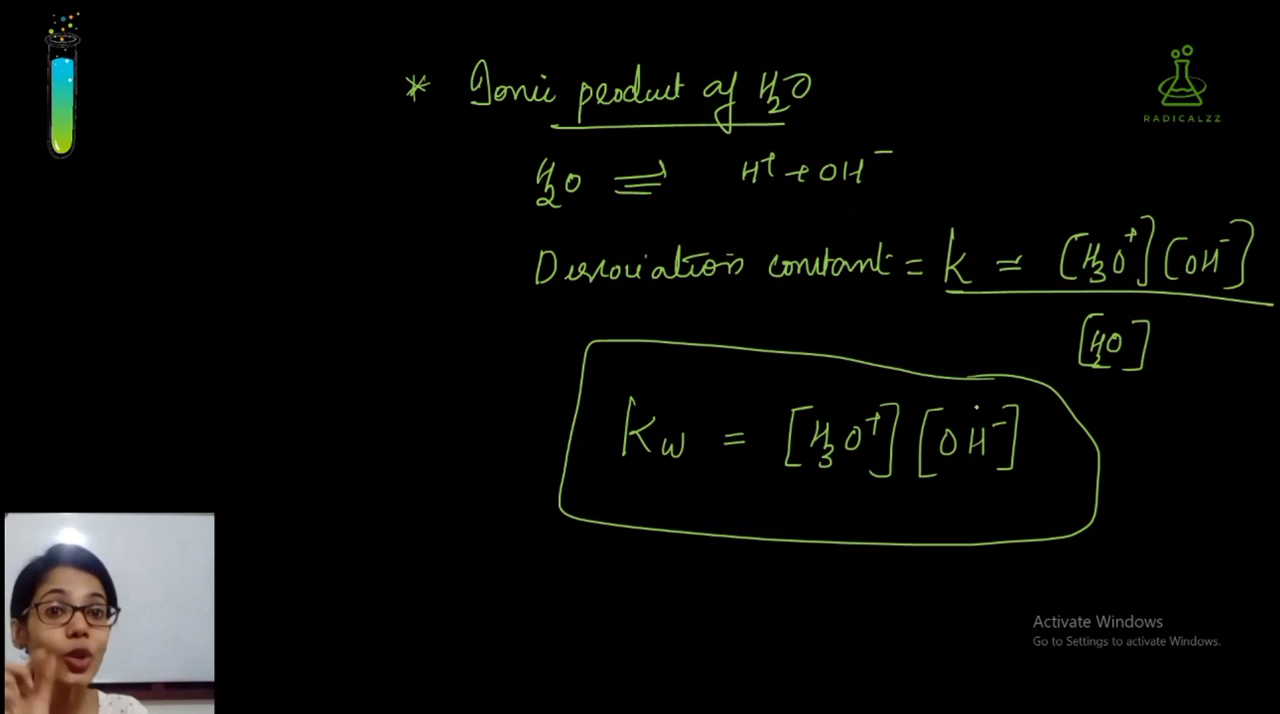 * Ionic product of H₂O
RADICALZZ
H₂O ⇌ H⁺ + OH⁻
Dissociation constant = K = [H₃O⁺][OH⁻]
[H₂O]
Kw = [H₃O⁺][OH⁻]
Activate Windows
Go to Settings to activate Windows.